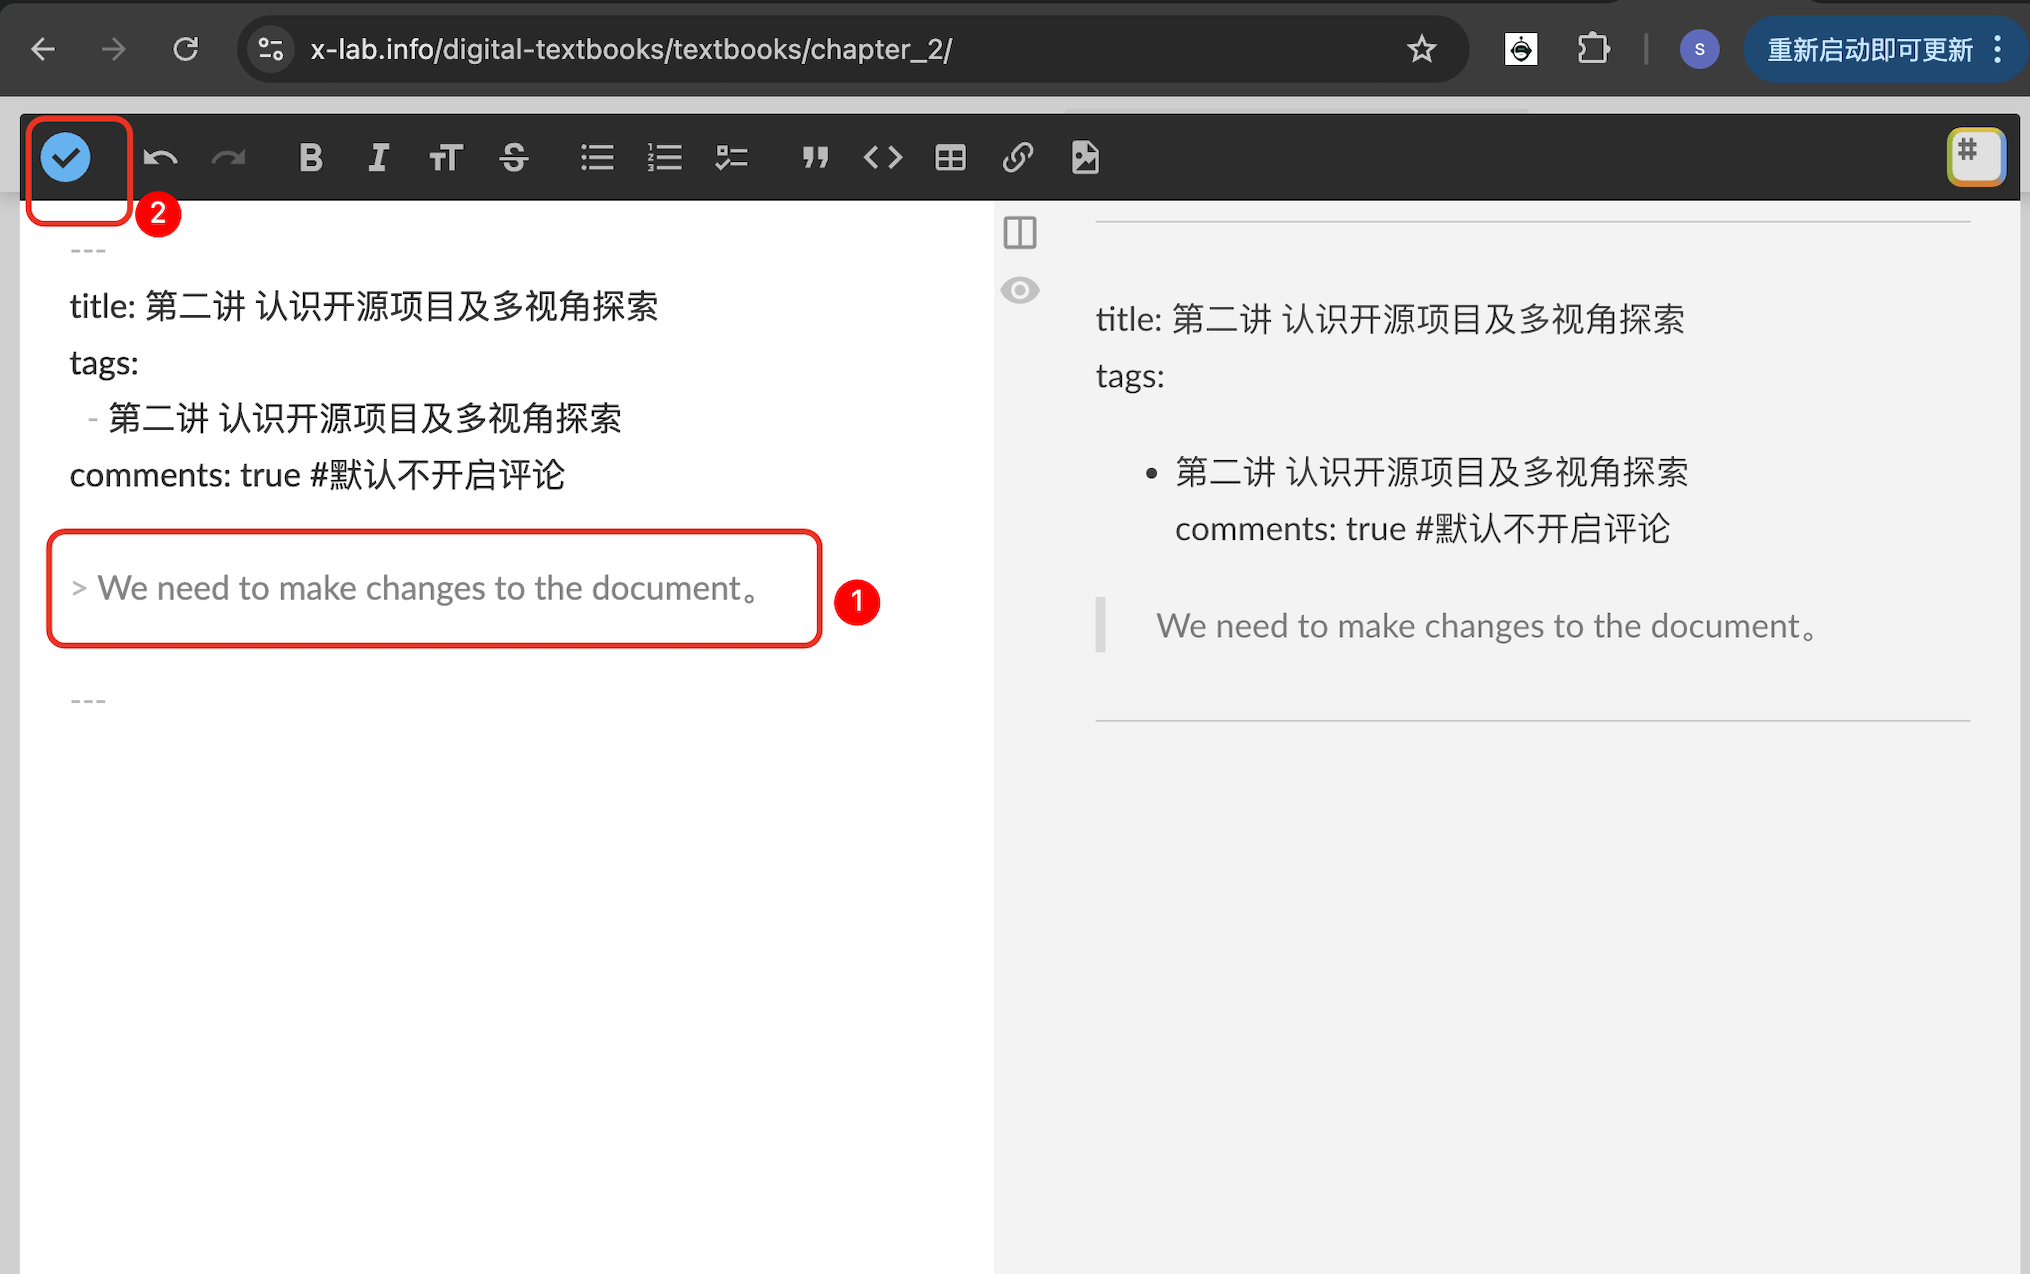 x-lab.info/digital-textbooks/textbooks/chapter_2/
S
重新启动即可更新
2
---
title: 第二讲 认识开源项目及多视角探索
tags:
- 第二讲 认识开源项目及多视角探索
comments: true #默认不开启评论
> We need to make changes to the document。
1
---
title: 第二讲 认识开源项目及多视角探索
tags:
• 第二讲 认识开源项目及多视角探索
comments: true #默认不开启评论
We need to make changes to the document。